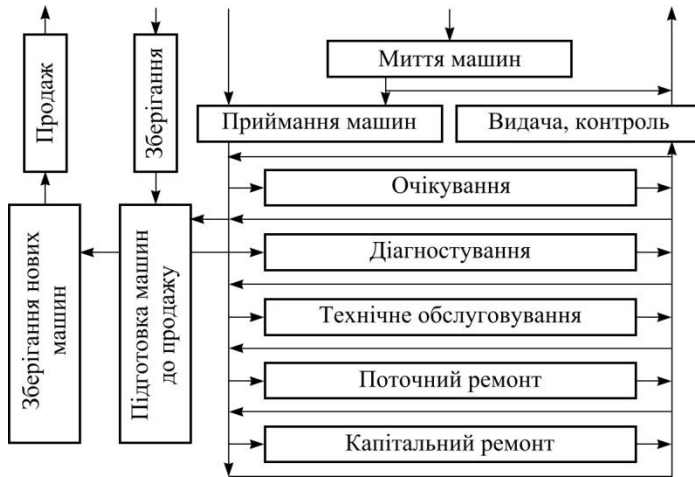 Продаж
Зберігання
Миття машин
Приймання машин
Видача, контроль
Очікування
Зберігання нових
машин
Підготовка машин
до продажу
Діагностування
Технічне обслуговування
Поточний ремонт
Капітальний ремонт